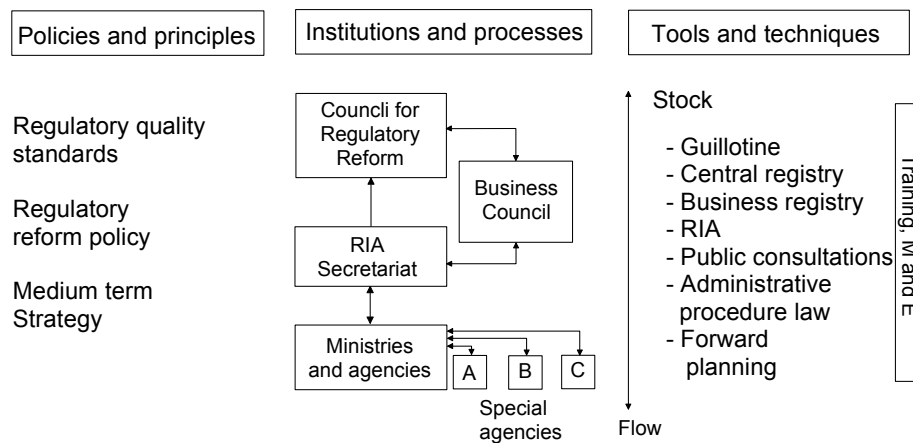 Policies and principles
Institutions and processes
Tools and techniques
Regulatory quality
standards
Regulatory
reform policy
Medium term
Strategy
Councli for
Regulatory
Reform
Business
Council
RIA
Secretariat
Ministries
and agencies
A
B
C
Special
agencies
Stock
- Guillotine
- Central registry
- Business registry
- RIA
- Public consultations
- Administrative
procedure law
- Forward
planning
Flow
Training, M and E